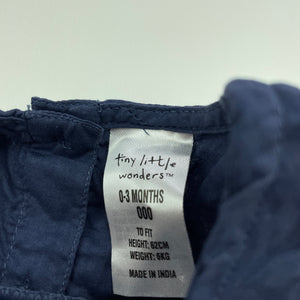 tiny little
wonders™
0-3 MONTHS
000
TO FIT
HEIGHT: 62CM
WEIGHT: 6KG
MADE IN INDIA